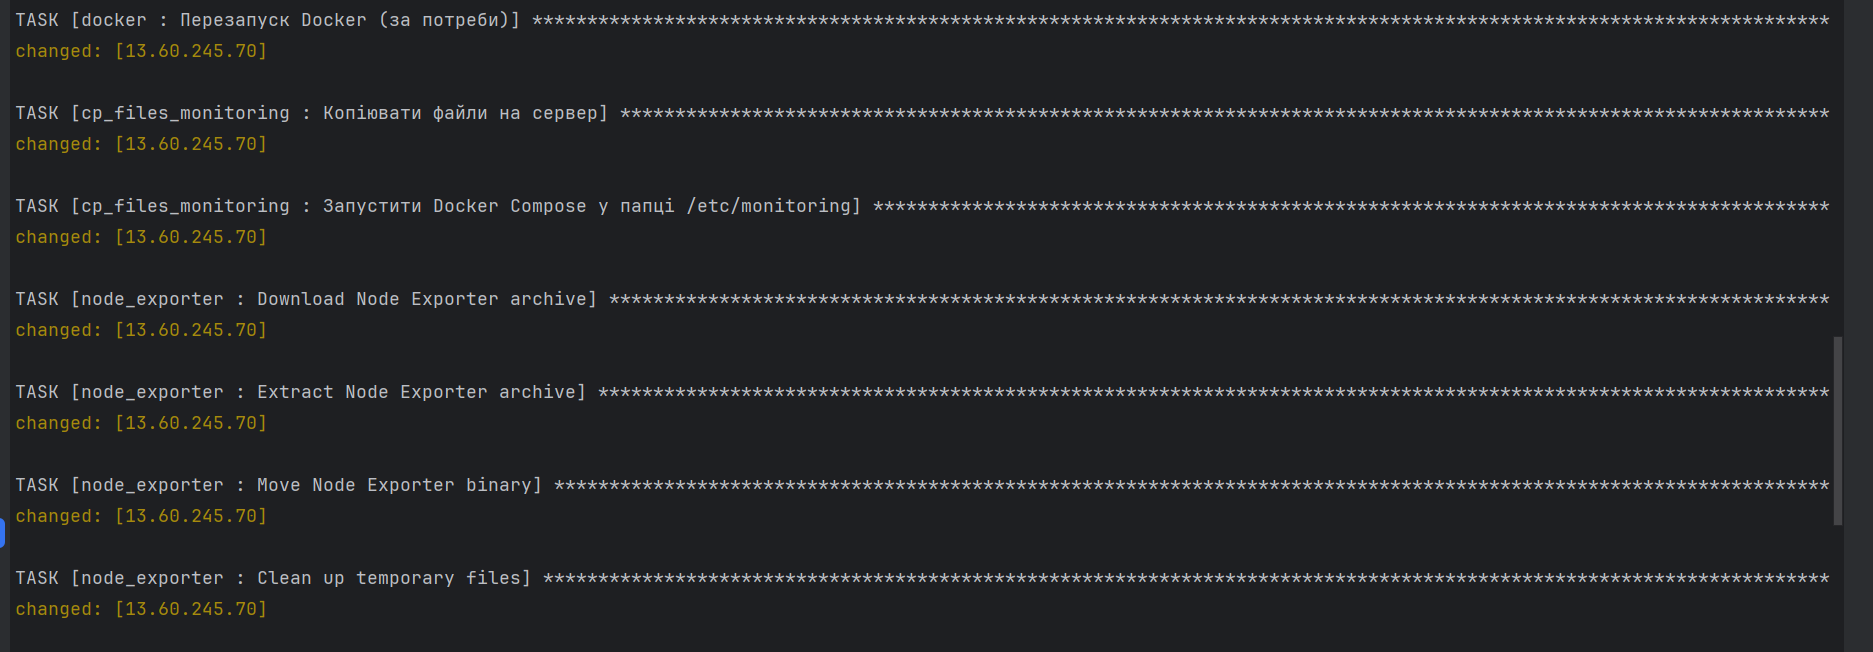 TASK [docker : Перезапуск Docker (за потреби)] **********************************************************************************************************************
changed: [13.60.245.70]
TASK [cp_files_monitoring : Копіювати файли на сервер] **************************************************************************************************************
changed: [13.60.245.70]
TASK [cp_files_monitoring : Запустити Docker Compose у папці /etc/monitoring] ***************************************************************************************
changed: [13.60.245.70]
TASK [node_exporter : Download Node Exporter archive] ***************************************************************************************************************
changed: [13.60.245.70]
TASK [node_exporter : Extract Node Exporter archive] ****************************************************************************************************************
changed: [13.60.245.70]
TASK [node_exporter : Move Node Exporter binary] ********************************************************************************************************************
changed: [13.60.245.70]
TASK [node_exporter : Clean up temporary files] *********************************************************************************************************************
changed: [13.60.245.70]